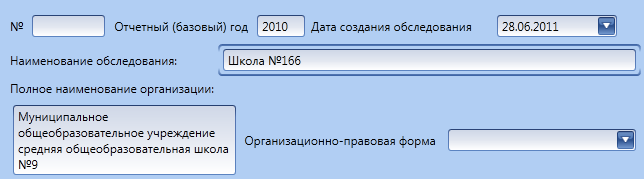 № Отчетный (базовый) год 2010 Дата создания обследования 28.06.2011
Наименование обследования: Школа №166
Полное наименование организации:
Муниципальное
общеобразовательное учреждение
средняя общеобразовательная школа
№9
Организационно-правовая форма